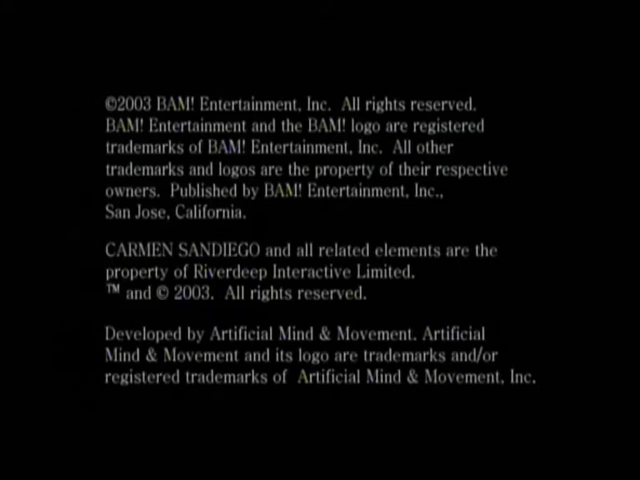 ©2003 BAM! Entertainment, Inc.  All rights reserved.
BAM! Entertainment and the BAM! logo are registered
trademarks of BAM! Entertainment, Inc.  All other
trademarks and logos are the property of their respective
owners.  Published by BAM! Entertainment, Inc.,
San Jose, California.
CARMEN SANDIEGO and all related elements are the
property of Riverdeep Interactive Limited.
™ and © 2003.  All rights reserved.
Developed by Artificial Mind & Movement. Artificial
Mind & Movement and its logo are trademarks and/or
registered trademarks of  Artificial Mind & Movement, Inc.